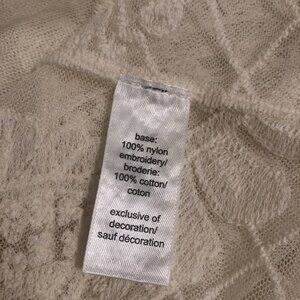 base:
100% nylon
embroidery/
broderie:
100% cotton/
coton
exclusive of
decoration/
sauf décoration